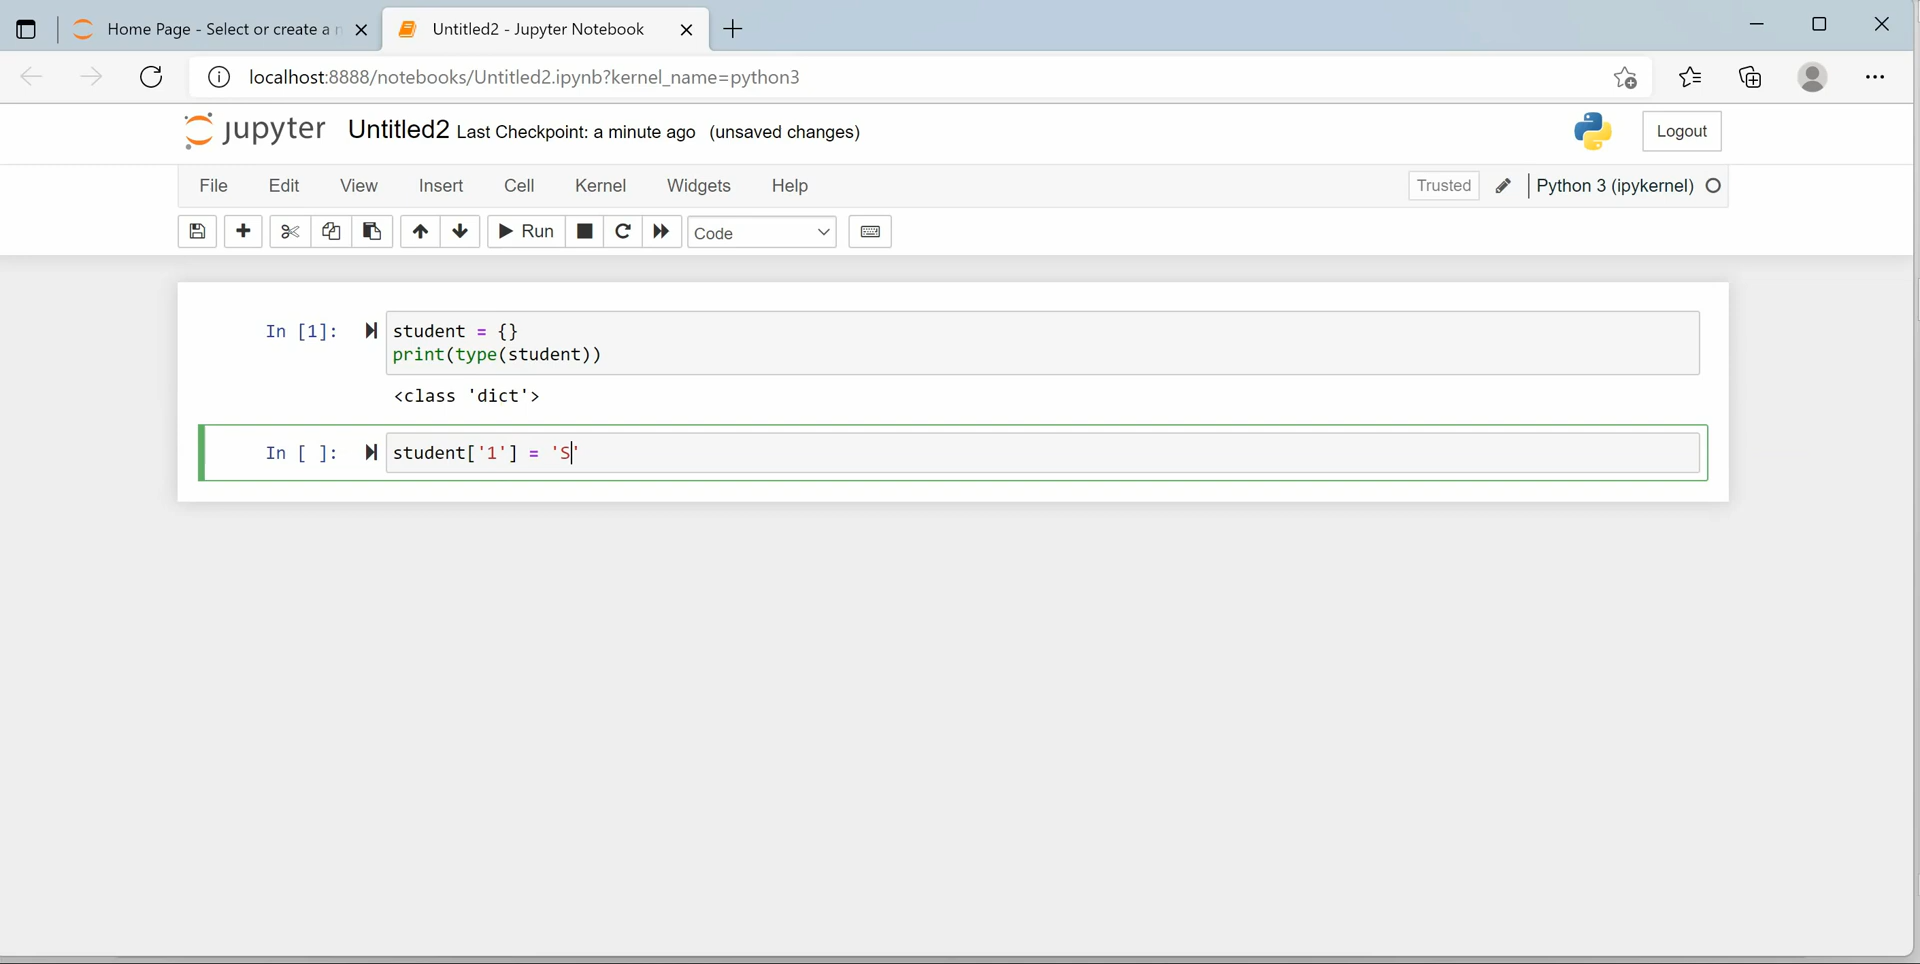 Home Page - Select or create a n
Untitled2 - Jupyter Notebook
localhost:8888/notebooks/Untitled2.ipynb?kernel_name=python3
jupyter Untitled2 Last Checkpoint: a minute ago (unsaved changes)
Logout
File Edit View Insert Cell Kernel Widgets Help
Trusted Python 3 (ipykernel)
Run Code
In [1]: student = {}
print(type(student))
<class 'dict'>
In [ ]: student['1'] = 'S'